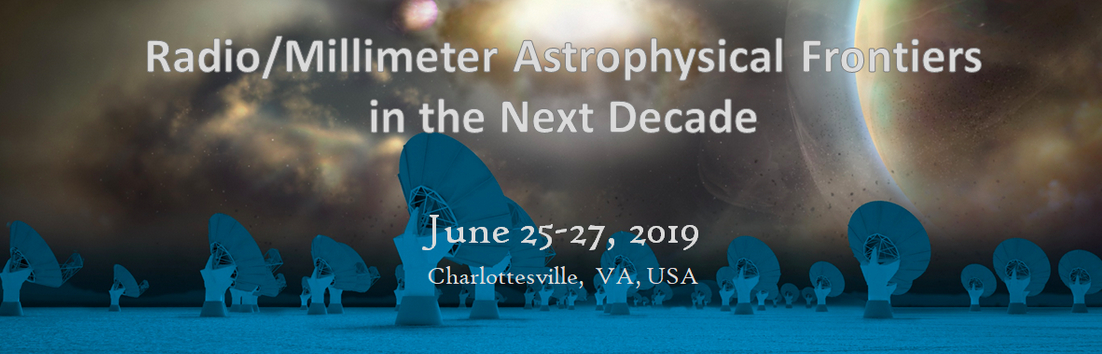 Radio/Millimeter Astrophysical Frontiers
in the Next Decade
June 25-27, 2019
Charlottesville, VA, USA